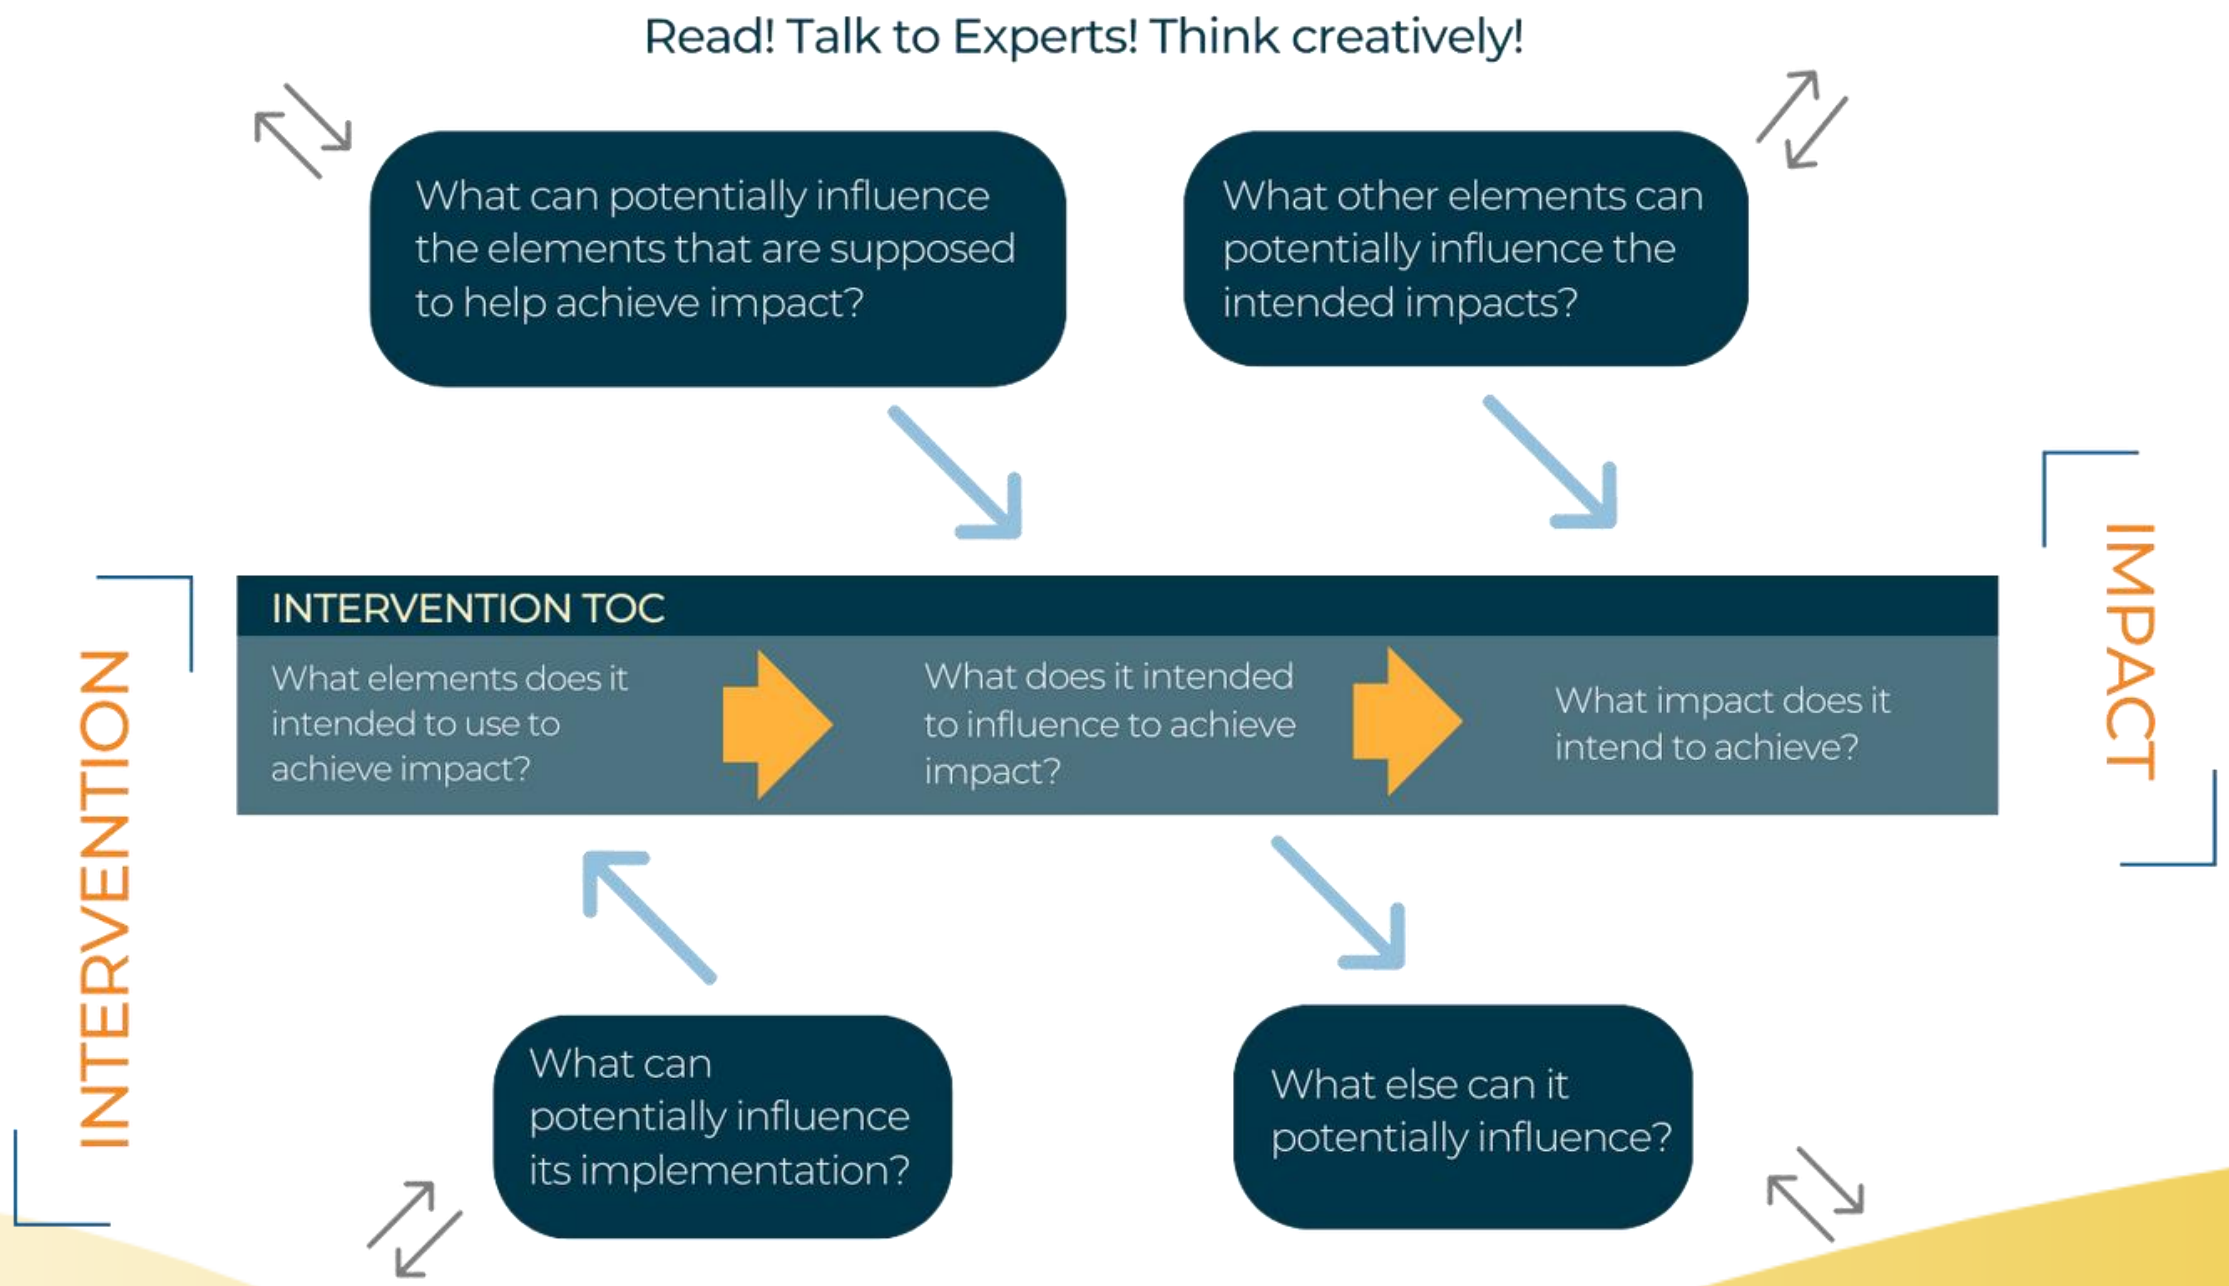 Read! Talk to Experts! Think creatively!
What can potentially influence
the elements that are supposed
to help achieve impact?
What other elements can
potentially influence the
intended impacts?
INTERVENTION
INTERVENTION TOC
What elements does it
intended to use to
achieve impact?
What does it intended
to influence to achieve
impact?
What impact does it
intend to achieve?
IMPACT
What can
potentially influence
its implementation?
What else can it
potentially influence?